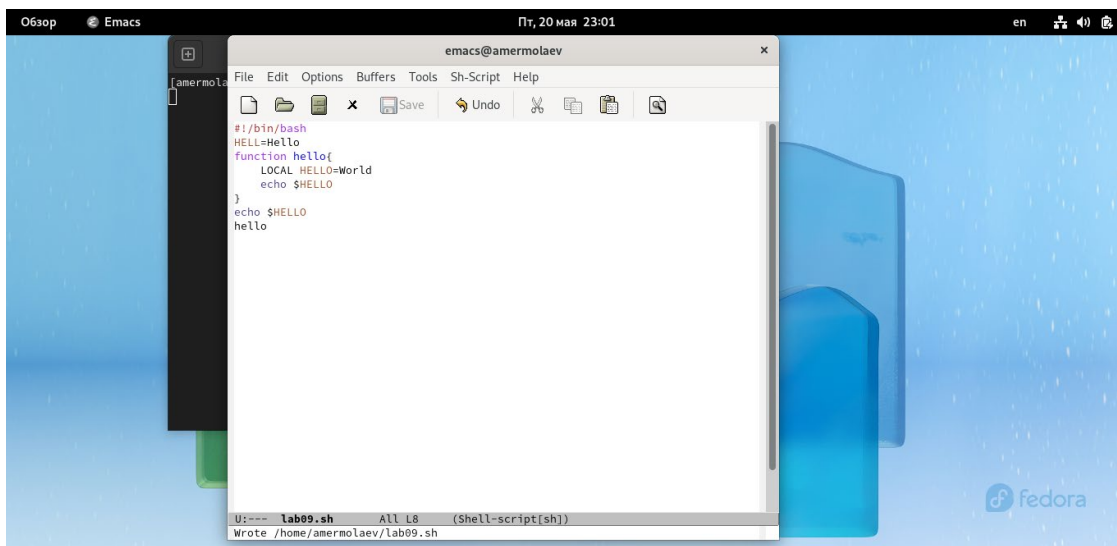 Обзор Emacs Пт, 20 мая 23:01 en
emacs@amermolaev
[amermola
File Edit Options Buffers Tools Sh-Script Help
Save Undo
#!/bin/bash
HELL=Hello
function hello{
    LOCAL HELLO=World
    echo $HELLO
}
echo $HELLO
hello
fedora
U:--- lab09.sh All L8 (Shell-script[sh])
Wrote /home/amermolaev/lab09.sh